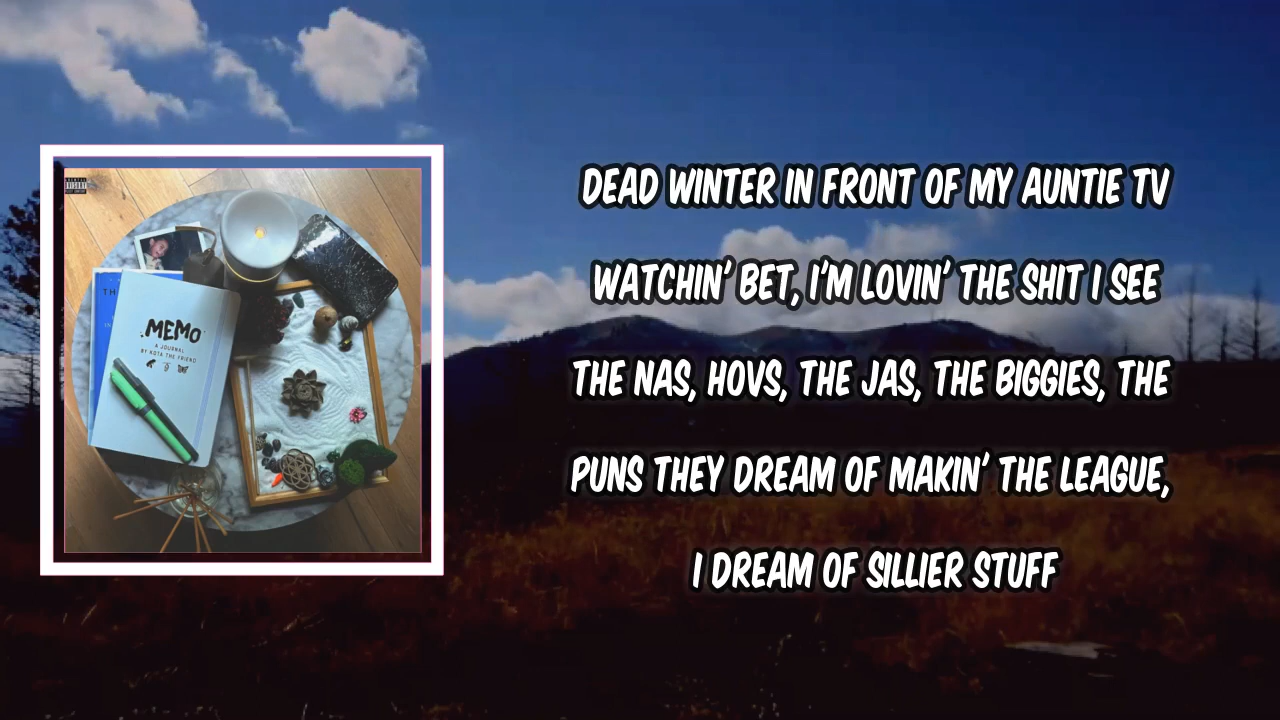 DEAD WINTER IN FRONT OF MY AUNTIE TV
WATCHIN' BET, I'M LOVIN' THE SHIT I SEE
THE NAS, HOVS, THE JAS, THE BIGGIES, THE
PUNS THEY DREAM OF MAKIN' THE LEAGUE,
I DREAM OF SILLIER STUFF
ADVISORY
TH
MEMO
A JOURNAL
BY KOTA THE FRIEND